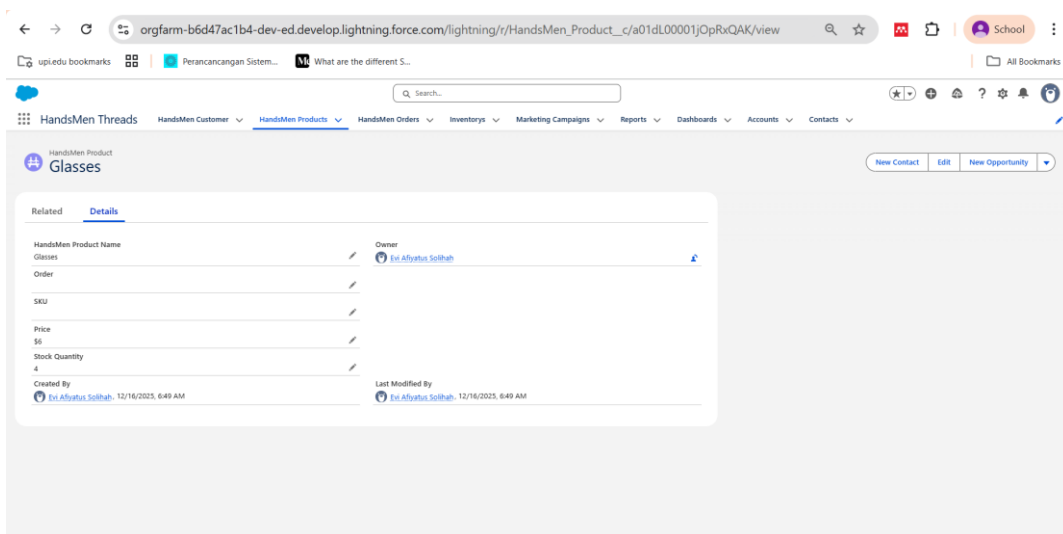 orgfarm-b6d47ac1b4-dev-ed.develop.lightning.force.com/lightning/r/HandsMen_Product__c/a01dL00001jOpRxQAK/view School
upi.edu bookmarks Perancancangan Sistem... What are the different S... All Bookmarks
Search...
HandsMen Threads HandsMen Customer HandsMen Products HandsMen Orders Inventorys Marketing Campaigns Reports Dashboards Accounts Contacts
HandsMen Product
Glasses
New Contact Edit New Opportunity
Related Details
HandsMen Product Name Owner
Glesses Evi Afiyatus Solihah
Order
SKU
Price
$6
Stock Quantity
4
Created By Last Modified By
Evi Afiyatus Solihah, 12/16/2025, 6:49 AM Evi Afiyatus Solihah, 12/16/2025, 6:49 AM